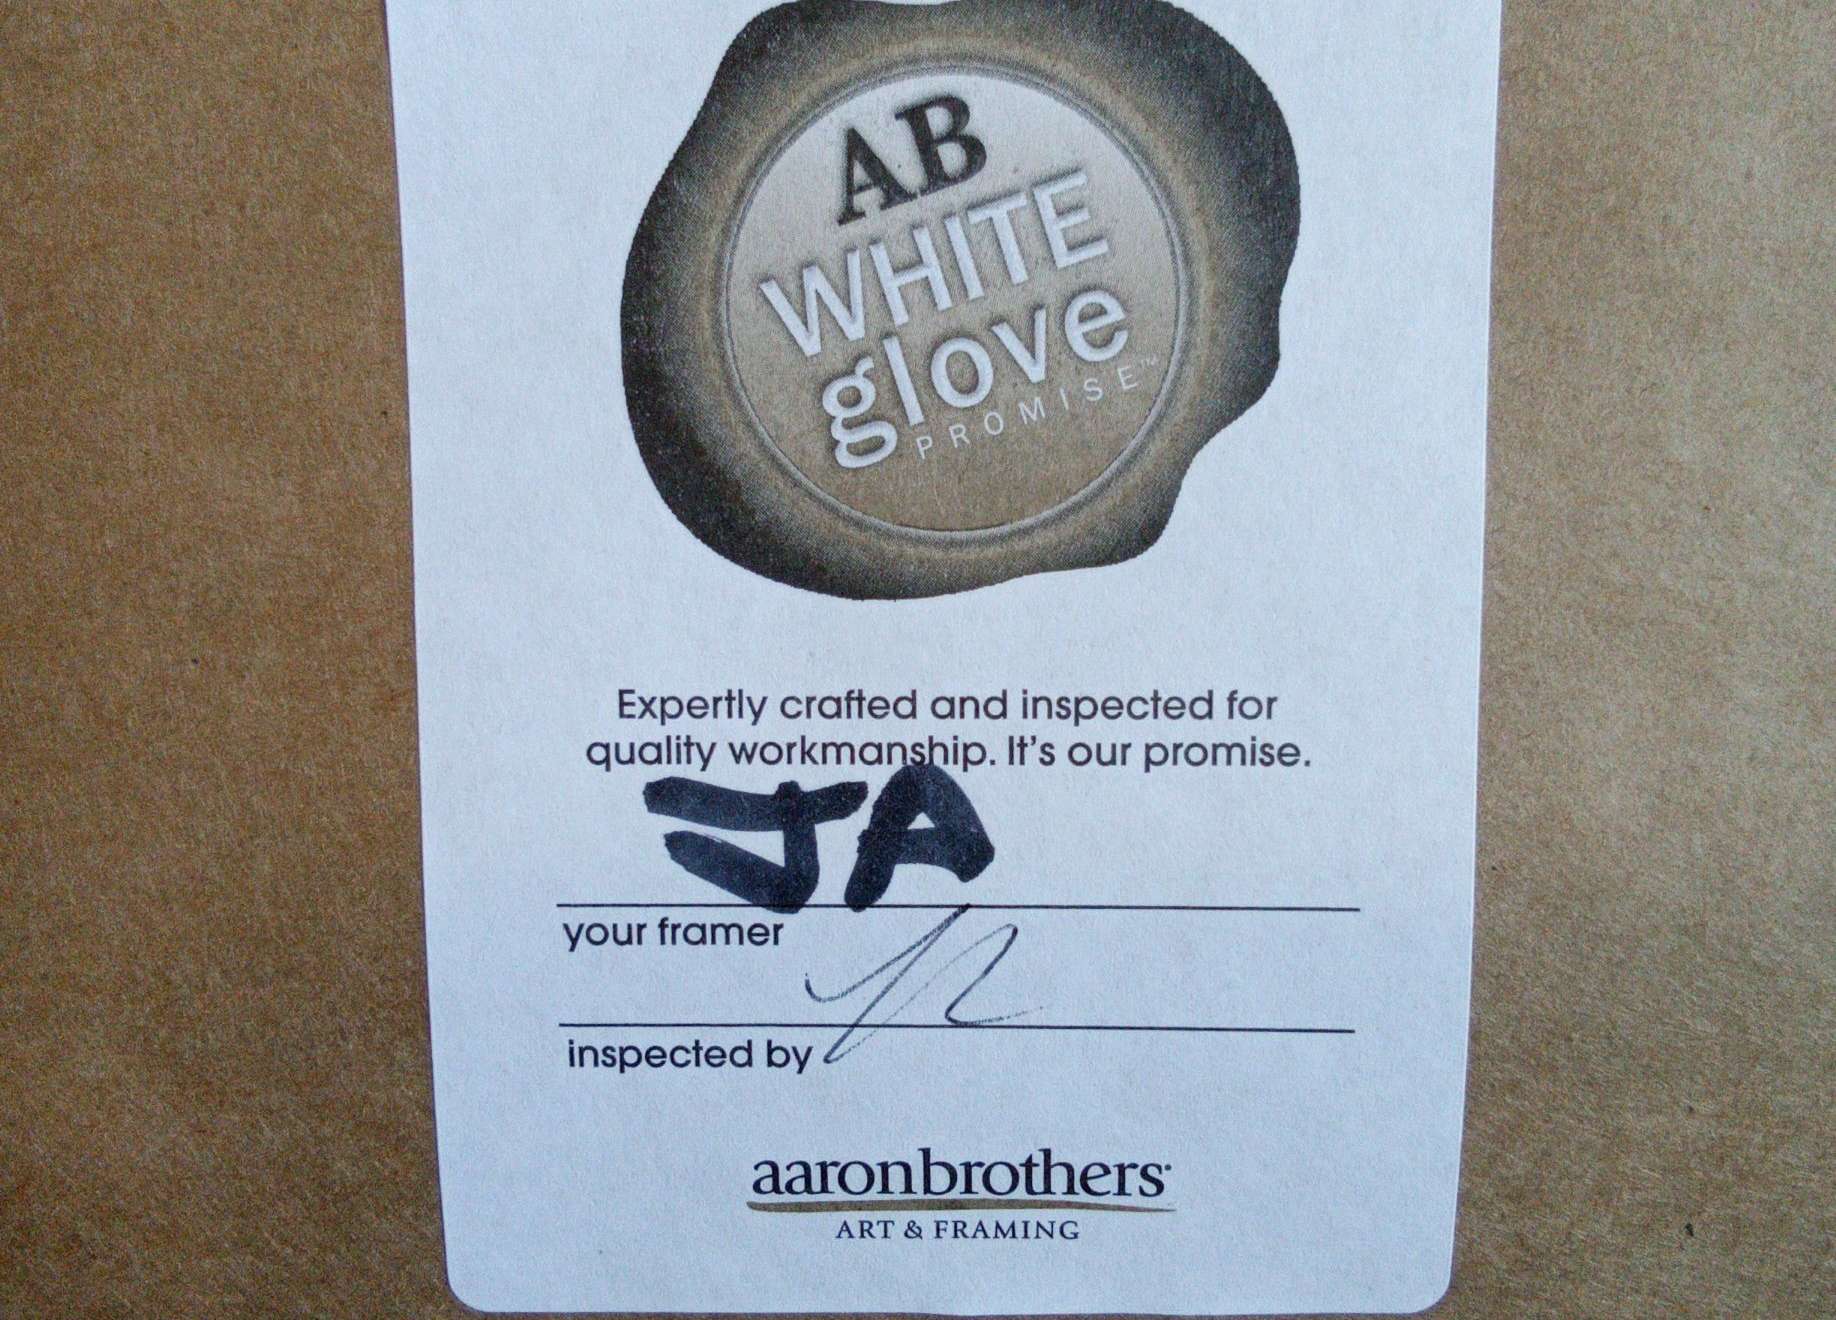 AB
WHITE
glove
PROMISE™
Expertly crafted and inspected for
quality workmanship. It's our promise.
JA
your framer
inspected by
aaronbrothers
ART & FRAMING